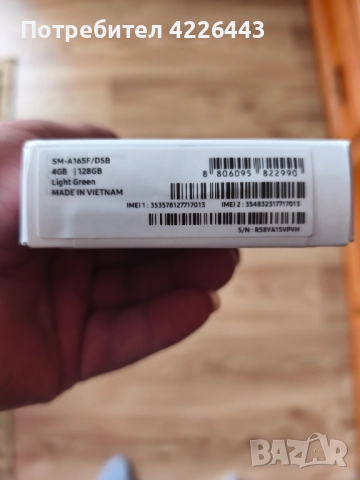 Потребител 4226443
SM-A165F/DSB
4GB | 128GB
Light Green
MADE IN VIETNAM
8 806095 822990
IMEI 1 : 353578127717013 IMEI 2 : 354832317717013
S/N : R58YA15VPVH
BAZAR